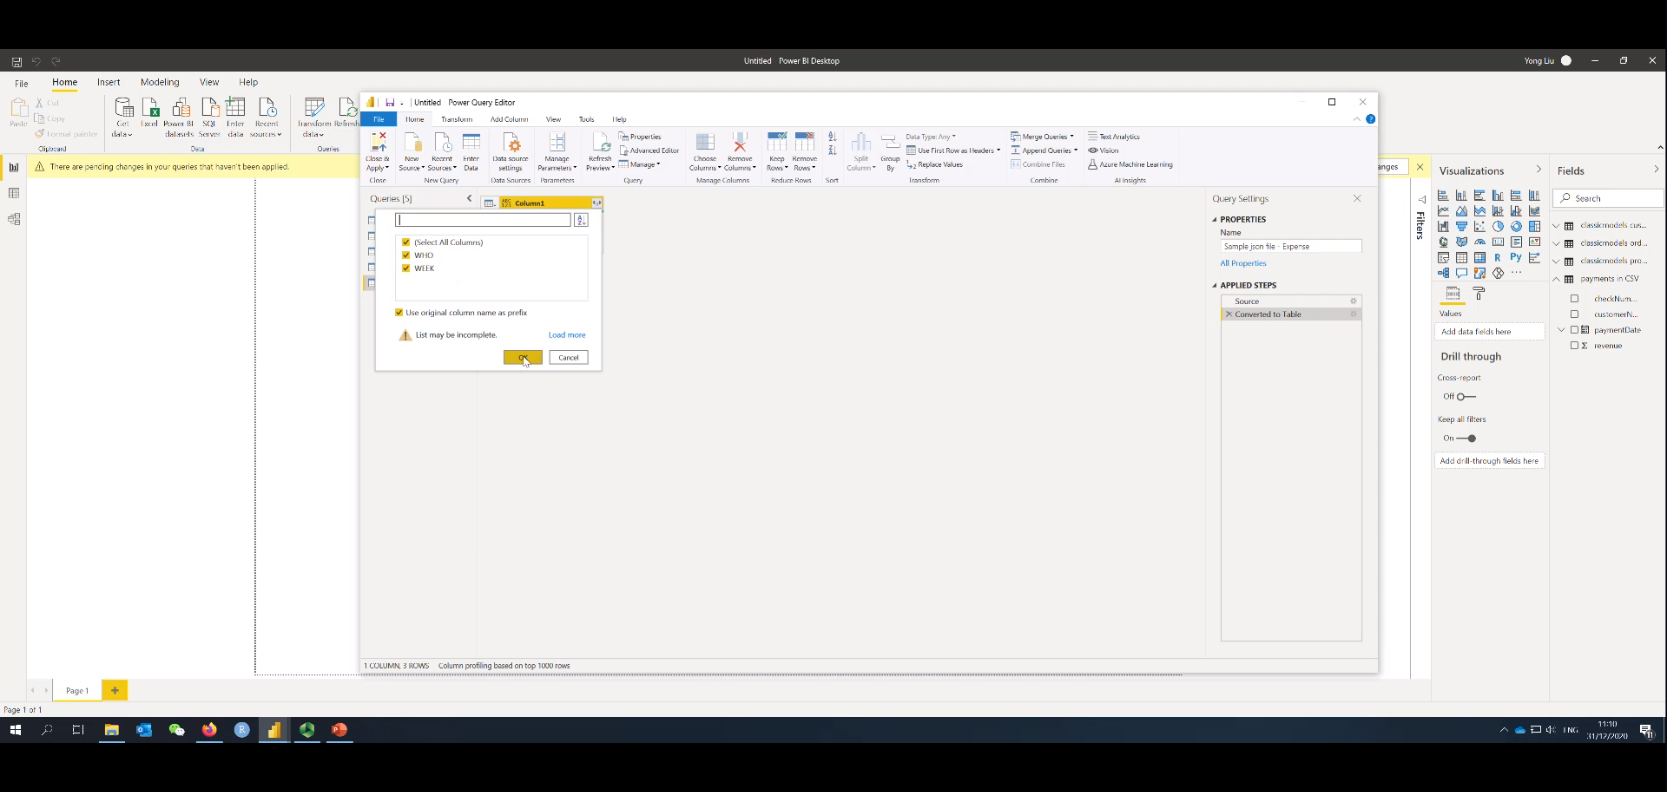 Untitled Power BI Desktop
Yong Liu
File Home Insert Modeling View Help
Paste Cut
Copy
Format painter
Clipboard
Get data
Excel
Power BI datasets
SQL Server
Enter data
Recent sources
Data
Transform data
Refresh
Queries
There are pending changes in your queries that haven't been applied.
anges
Untitled Power Query Editor
File Home Transform Add Column View Tools Help
Close & Apply
Close
New Source
Recent Sources
Enter Data
New Query
Data source settings
Data Sources
Manage Parameters
Parameters
Refresh Preview
Properties
Advanced Editor
Manage
Query
Choose Columns
Remove Columns
Manage Columns
Keep Rows
Remove Rows
Reduce Rows
Sort
Split Column
Group By
Data Type: Any
Use First Row as Headers
Replace Values
Transform
Merge Queries
Append Queries
Combine Files
Combine
Text Analytics
Vision
Azure Machine Learning
AI Insights
Queries [5]
ABC 123 Column1
(Select All Columns)
WHO
WEEK
Use original column name as prefix
List may be incomplete. Load more
OK Cancel
Query Settings
PROPERTIES
Name
Sample json file - Expense
All Properties
APPLIED STEPS
Source
Converted to Table
1 COLUMN, 3 ROWS Column profiling based on top 1000 rows
Filters
Visualizations
R Py
Values
Add data fields here
Drill through
Cross-report
Off
Keep all filters
On
Add drill-through fields here
Fields
Search
classicmodels cus...
classicmodels ord...
classicmodels pro...
payments in CSV
checkNum...
customerN...
paymentDate
Σ revenue
Page 1
Page 1 of 1
ENG
11:10
31/12/2020